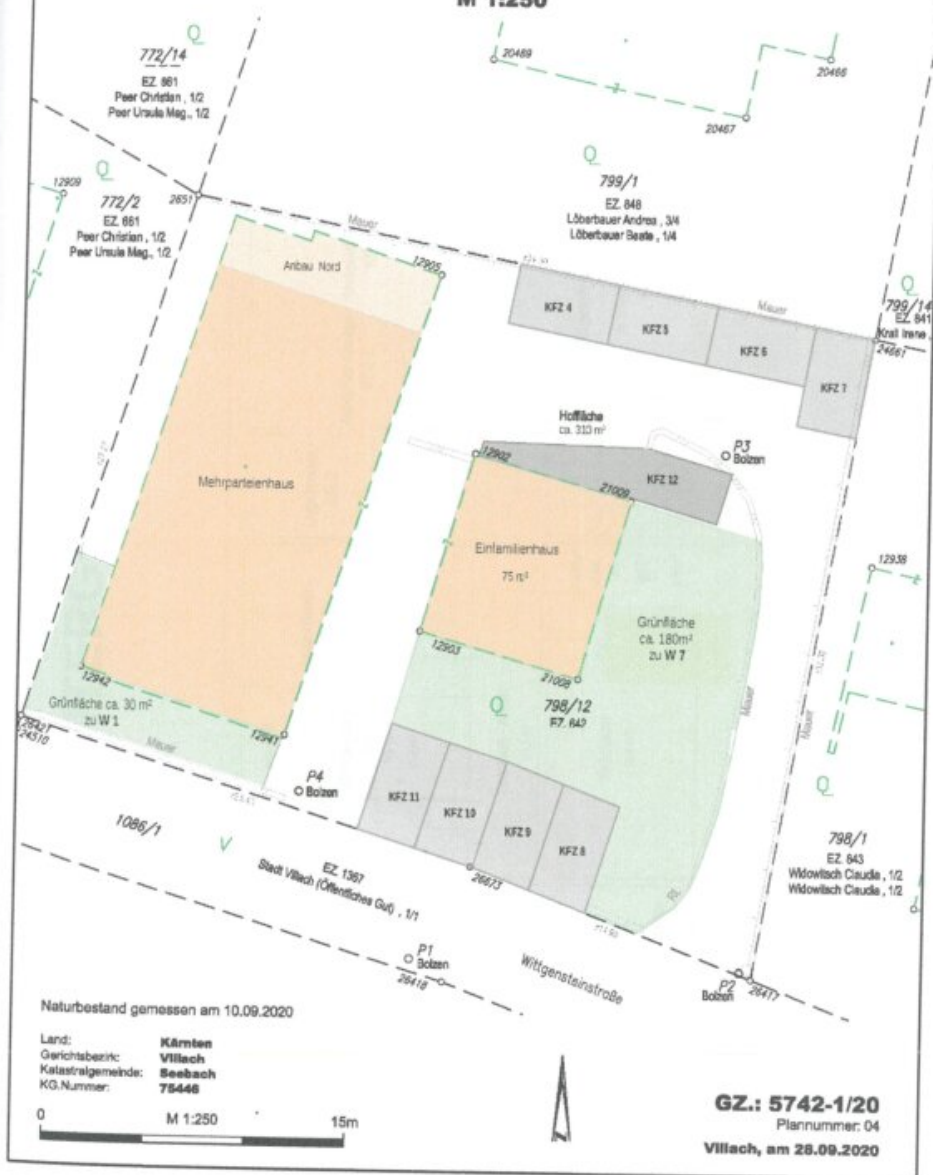 M 1:250
Q
772/14
EZ. 661
Peer Christian , 1/2
Peer Ursula Mag., 1/2
20469
20466
20467
Q
12909
772/2
EZ. 661
Peer Christian , 1/2
Peer Ursula Mag., 1/2
2651
Q
799/1
EZ. 848
Löberbauer Andrea , 3/4
Löberbauer Beate , 1/4
Mauer
Anbau Nord
12905
KFZ 4
KFZ 5
KFZ 6
KFZ 7
Mauer
Q
799/14
EZ. 841
Krall Irene ,
24661
Hoffläche
ca. 310 m²
12902
P3
Bolzen
KFZ 12
21009
Mehrparteienhaus
Einfamilienhaus
75 m²
12938
Grünfläche
ca. 180m²
zu W 7
12903
21008
12942
Grünfläche ca. 30 m²
zu W 1
12941
Q
798/12
EZ. 642
Mauer
Mauer
24510
Mauer
P4
Bolzen
KFZ 11
KFZ 10
KFZ 9
KFZ 8
Q
1086/1
V
EZ. 1367
Stadt Villach (Öffentliches Gut) , 1/1
26673
798/1
EZ. 643
Widowitsch Claudia , 1/2
Widowitsch Claudia , 1/2
P1
Bolzen
26418
Wittgensteinstraße
P2
Bolzen
26417
Naturbestand gemessen am 10.09.2020
Land: Kärnten
Gerichtsbezirk: Villach
Katastralgemeinde: Seebach
KG.Nummer: 75446
0 M 1:250 15m
N
GZ.: 5742-1/20
Plannummer: 04
Villach, am 28.09.2020